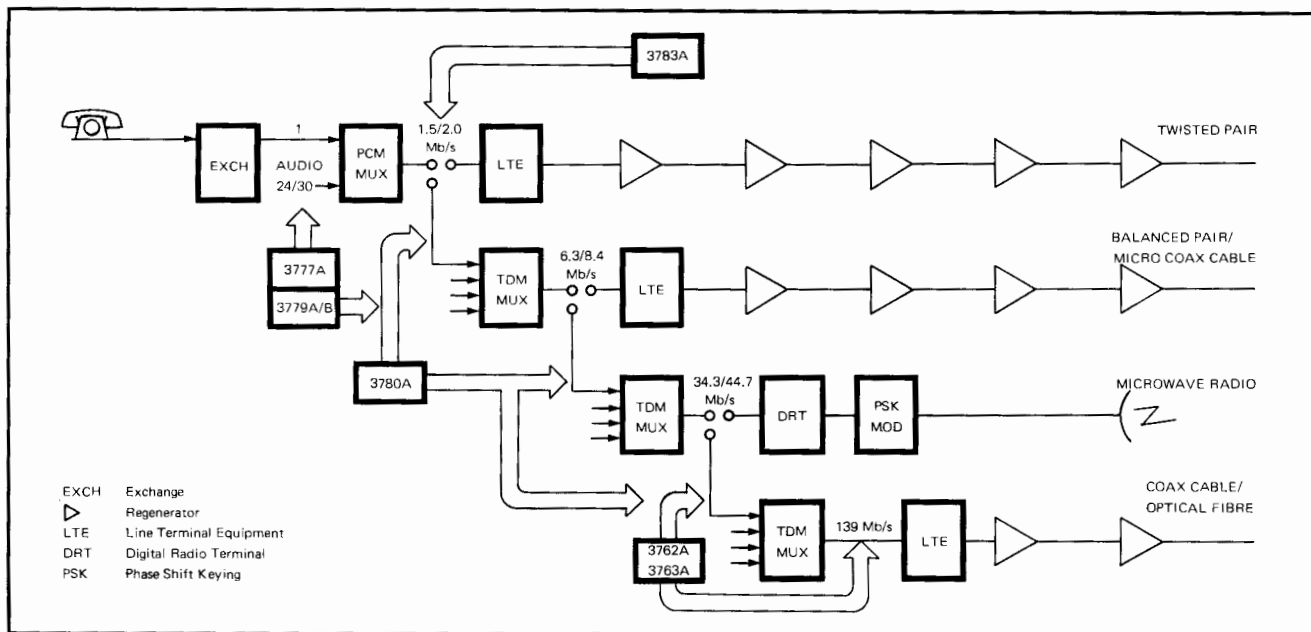 3783A
1.5/2.0
Mb/s
TWISTED PAIR
EXCH
1
AUDIO
24/30
PCM
MUX
LTE
3777A
3779A/B
BALANCED PAIR/
MICRO COAX CABLE
6.3/8.4
Mb/s
TDM
MUX
LTE
3780A
34.3/44.7
Mb/s
MICROWAVE RADIO
TDM
MUX
DRT
PSK
MOD
COAX CABLE/
OPTICAL FIBRE
3762A
3763A
TDM
MUX
139 Mb/s
LTE
EXCH Exchange
Regenerator
LTE Line Terminal Equipment
DRT Digital Radio Terminal
PSK Phase Shift Keying